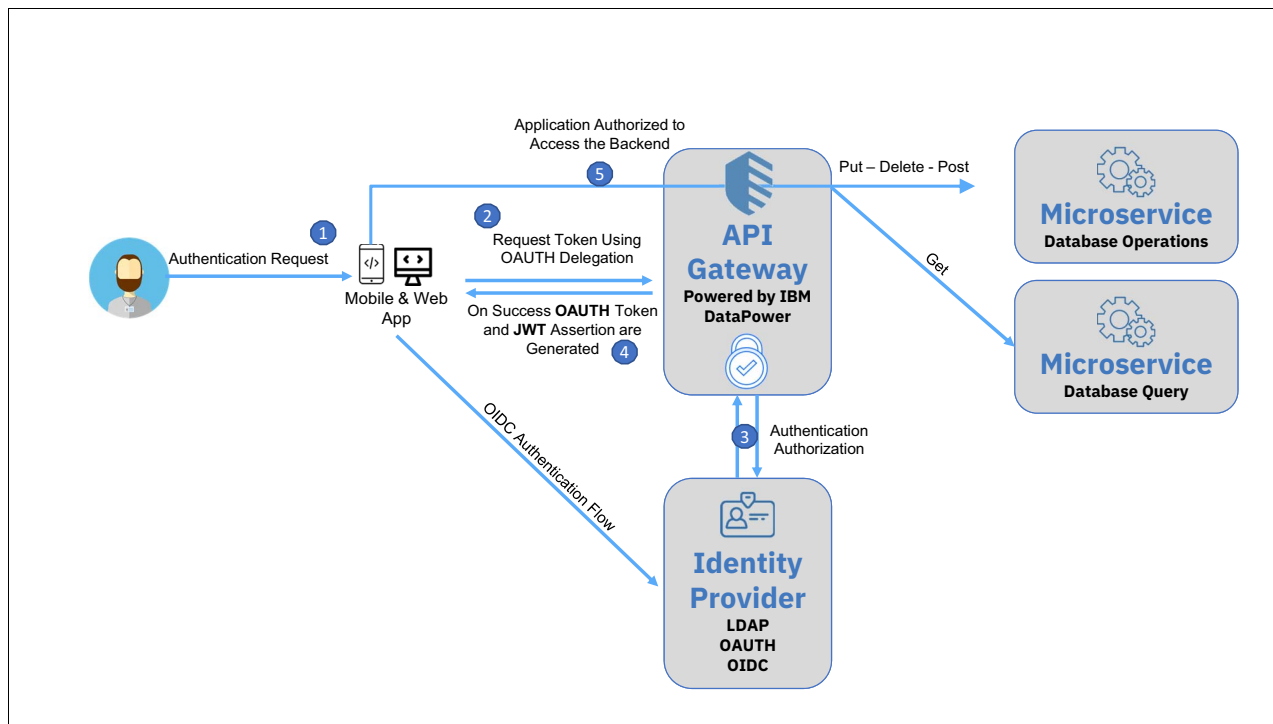 Application Authorized to
Access the Backend
5
Put – Delete - Post
Microservice
Database Operations
1
2
Authentication Request
Request Token Using
OAUTH Delegation
</>
Mobile & Web
App
On Success OAUTH Token
and JWT Assertion are
Generated
4
API
Gateway
Powered by IBM
DataPower
Get
Microservice
Database Query
OIDC Authentication Flow
3
Authentication
Authorization
Identity
Provider
LDAP
OAUTH
OIDC